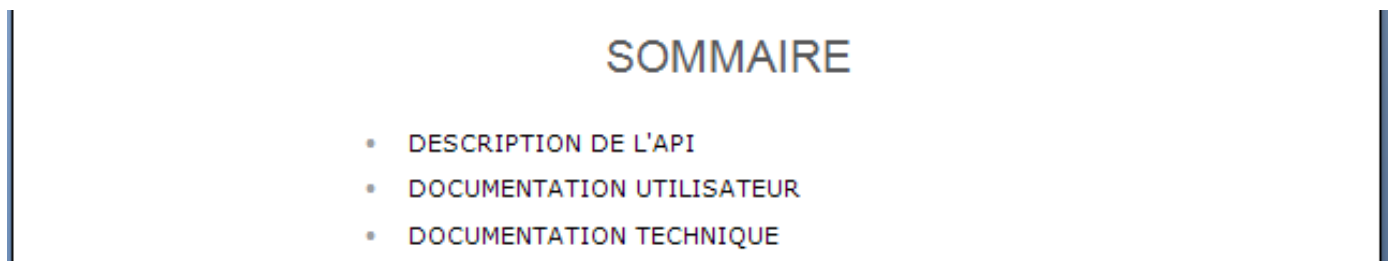 SOMMAIRE
• DESCRIPTION DE L'API
• DOCUMENTATION UTILISATEUR
• DOCUMENTATION TECHNIQUE